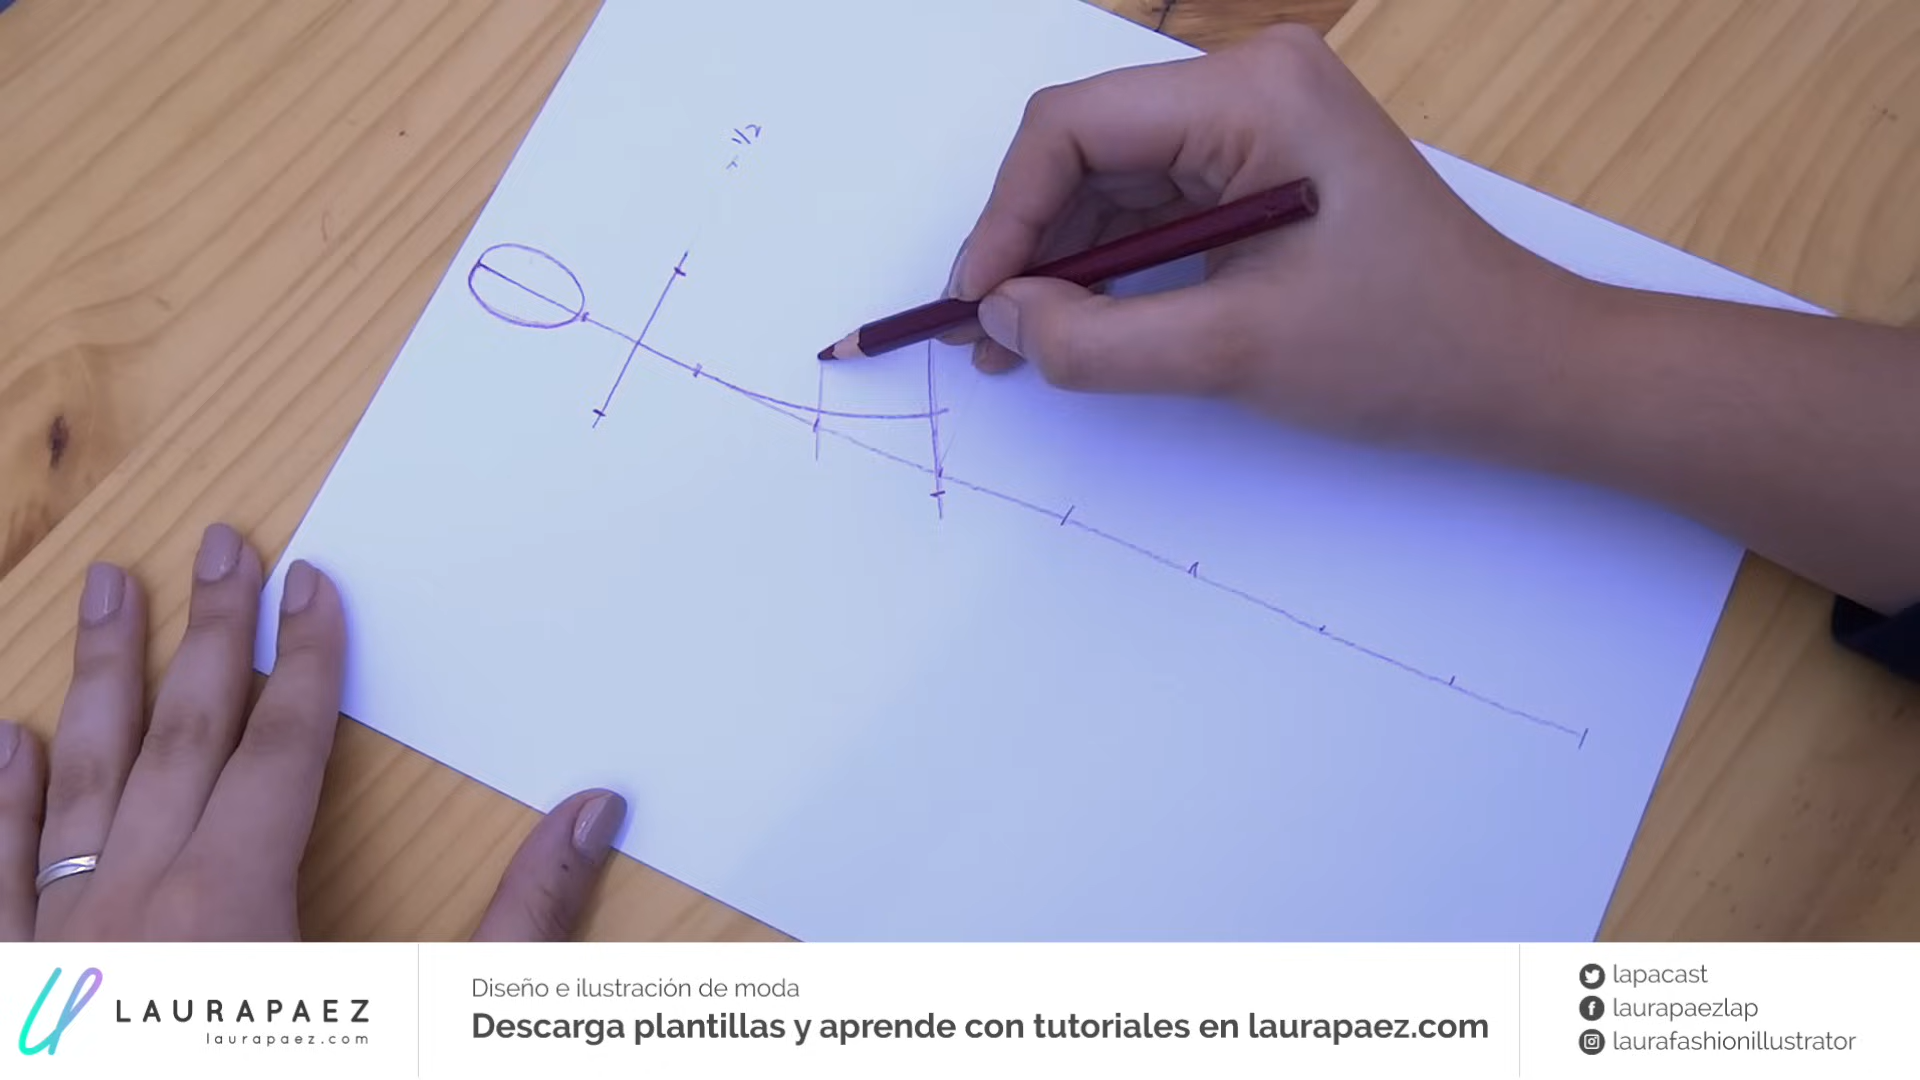 1/2
LAURAPAEZ
laurapaez.com
Diseño e ilustración de moda
Descarga plantillas y aprende con tutoriales en laurapaez.com
lapacast
laurapaezlap
laurafashionillustrator